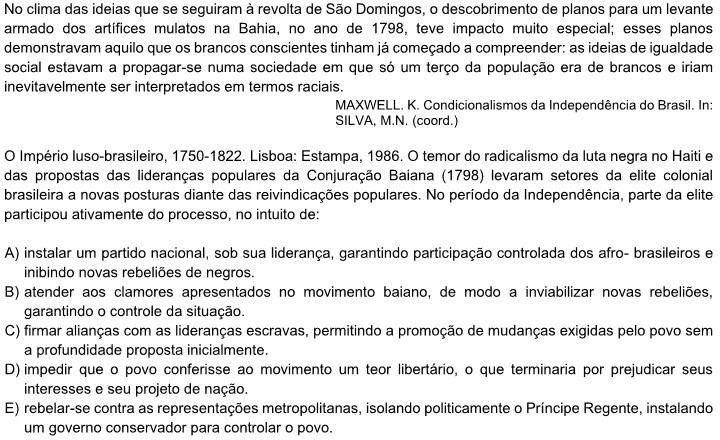 No clima das ideias que se seguiram à revolta de São Domingos, o descobrimento de planos para um levante
armado dos artífices mulatos na Bahia, no ano de 1798, teve impacto muito especial; esses planos
demonstravam aquilo que os brancos conscientes tinham já começado a compreender: as ideias de igualdade
social estavam a propagar-se numa sociedade em que só um terço da população era de brancos e iriam
inevitavelmente ser interpretados em termos raciais.
MAXWELL. K. Condicionalismos da Independência do Brasil. In:
SILVA, M.N. (coord.)
O Império luso-brasileiro, 1750-1822. Lisboa: Estampa, 1986. O temor do radicalismo da luta negra no Haiti e
das propostas das lideranças populares da Conjuração Baiana (1798) levaram setores da elite colonial
brasileira a novas posturas diante das reivindicações populares. No período da Independência, parte da elite
participou ativamente do processo, no intuito de:
A) instalar um partido nacional, sob sua liderança, garantindo participação controlada dos afro- brasileiros e
inibindo novas rebeliões de negros.
B) atender aos clamores apresentados no movimento baiano, de modo a inviabilizar novas rebeliões,
garantindo o controle da situação.
C) firmar alianças com as lideranças escravas, permitindo a promoção de mudanças exigidas pelo povo sem
a profundidade proposta inicialmente.
D) impedir que o povo conferisse ao movimento um teor libertário, o que terminaria por prejudicar seus
interesses e seu projeto de nação.
E) rebelar-se contra as representações metropolitanas, isolando politicamente o Príncipe Regente, instalando
um governo conservador para controlar o povo.